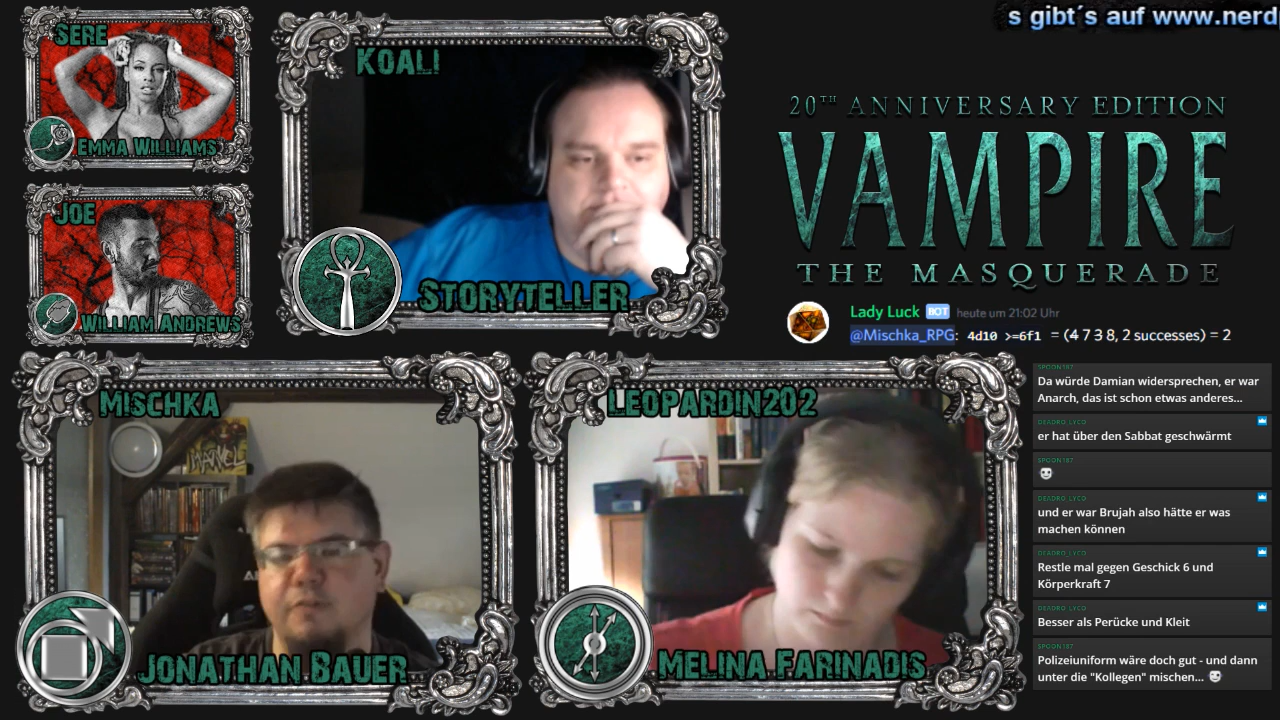 s gibt´s auf www.nerd
SERE
EMMA WILLIAMS
JOE
WILLIAM ANDREWS
KOALI
STORYTELLER
20TH ANNIVERSARY EDITION
VAMPIRE
THE MASQUERADE
Lady Luck BOT heute um 21:02 Uhr
@Mischka_RPG: 4d10 >=6f1 = (4 7 3 8, 2 successes) = 2
MISCHKA
JONATHAN BAUER
LEOPARDIN202
MELINA FARINADIS
SPOON187
Da würde Damian widersprechen, er war
Anarch, das ist schon etwas anderes...
DEADRO_LYCO
er hat über den Sabbat geschwärmt
SPOON187
DEADRO_LYCO
und er war Brujah also hätte er was
machen können
DEADRO_LYCO
Restle mal gegen Geschick 6 und
Körperkraft 7
DEADRO_LYCO
Besser als Perücke und Kleit
SPOON187
Polizeiuniform wäre doch gut - und dann
unter die "Kollegen" mischen...